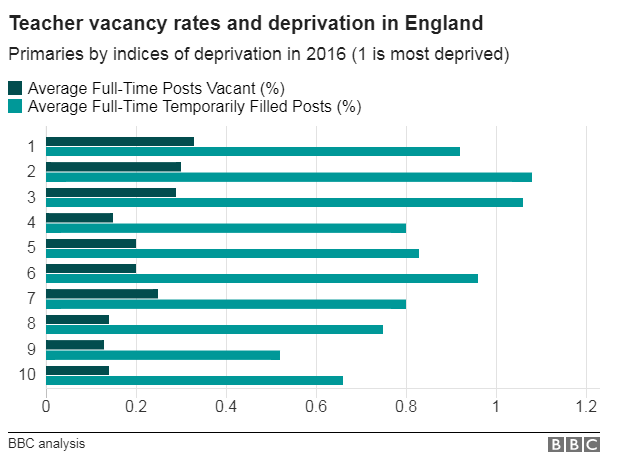 Teacher vacancy rates and deprivation in England
Primaries by indices of deprivation in 2016 (1 is most deprived)
Average Full-Time Posts Vacant (%)
Average Full-Time Temporarily Filled Posts (%)
1
2
3
4
5
6
7
8
9
10
0 0.2 0.4 0.6 0.8 1 1.2
BBC analysis BBC